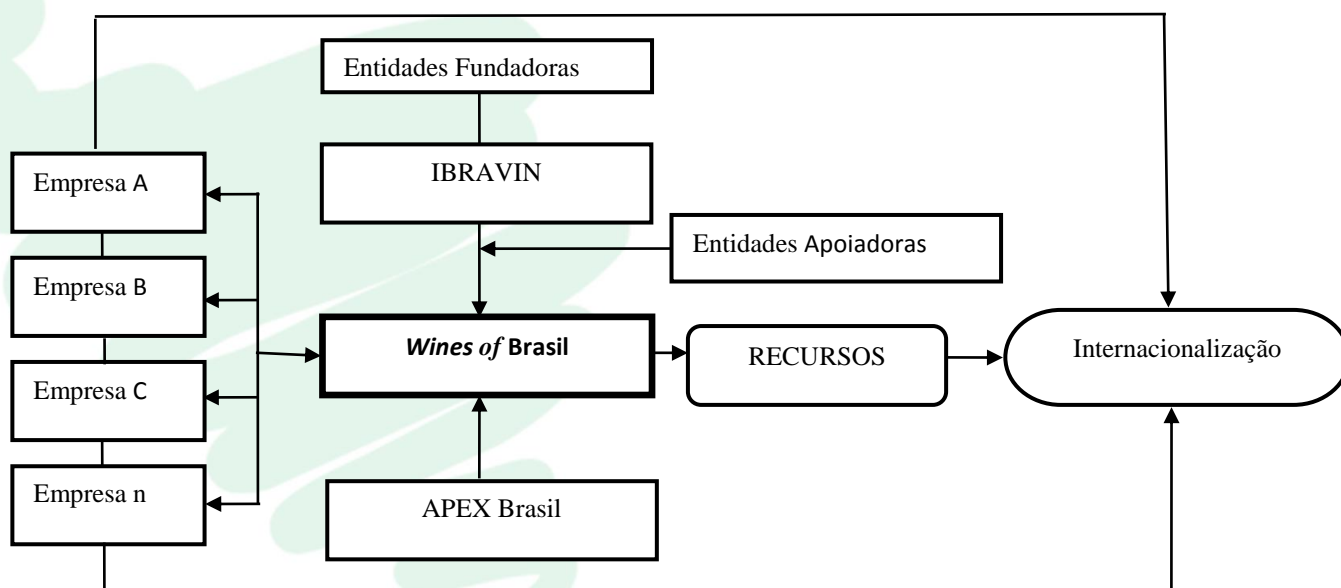 Entidades Fundadoras
IBRAVIN
Entidades Apoiadoras
Empresa A
Empresa B
Empresa C
Empresa n
Wines of Brasil
RECURSOS
Internacionalização
APEX Brasil